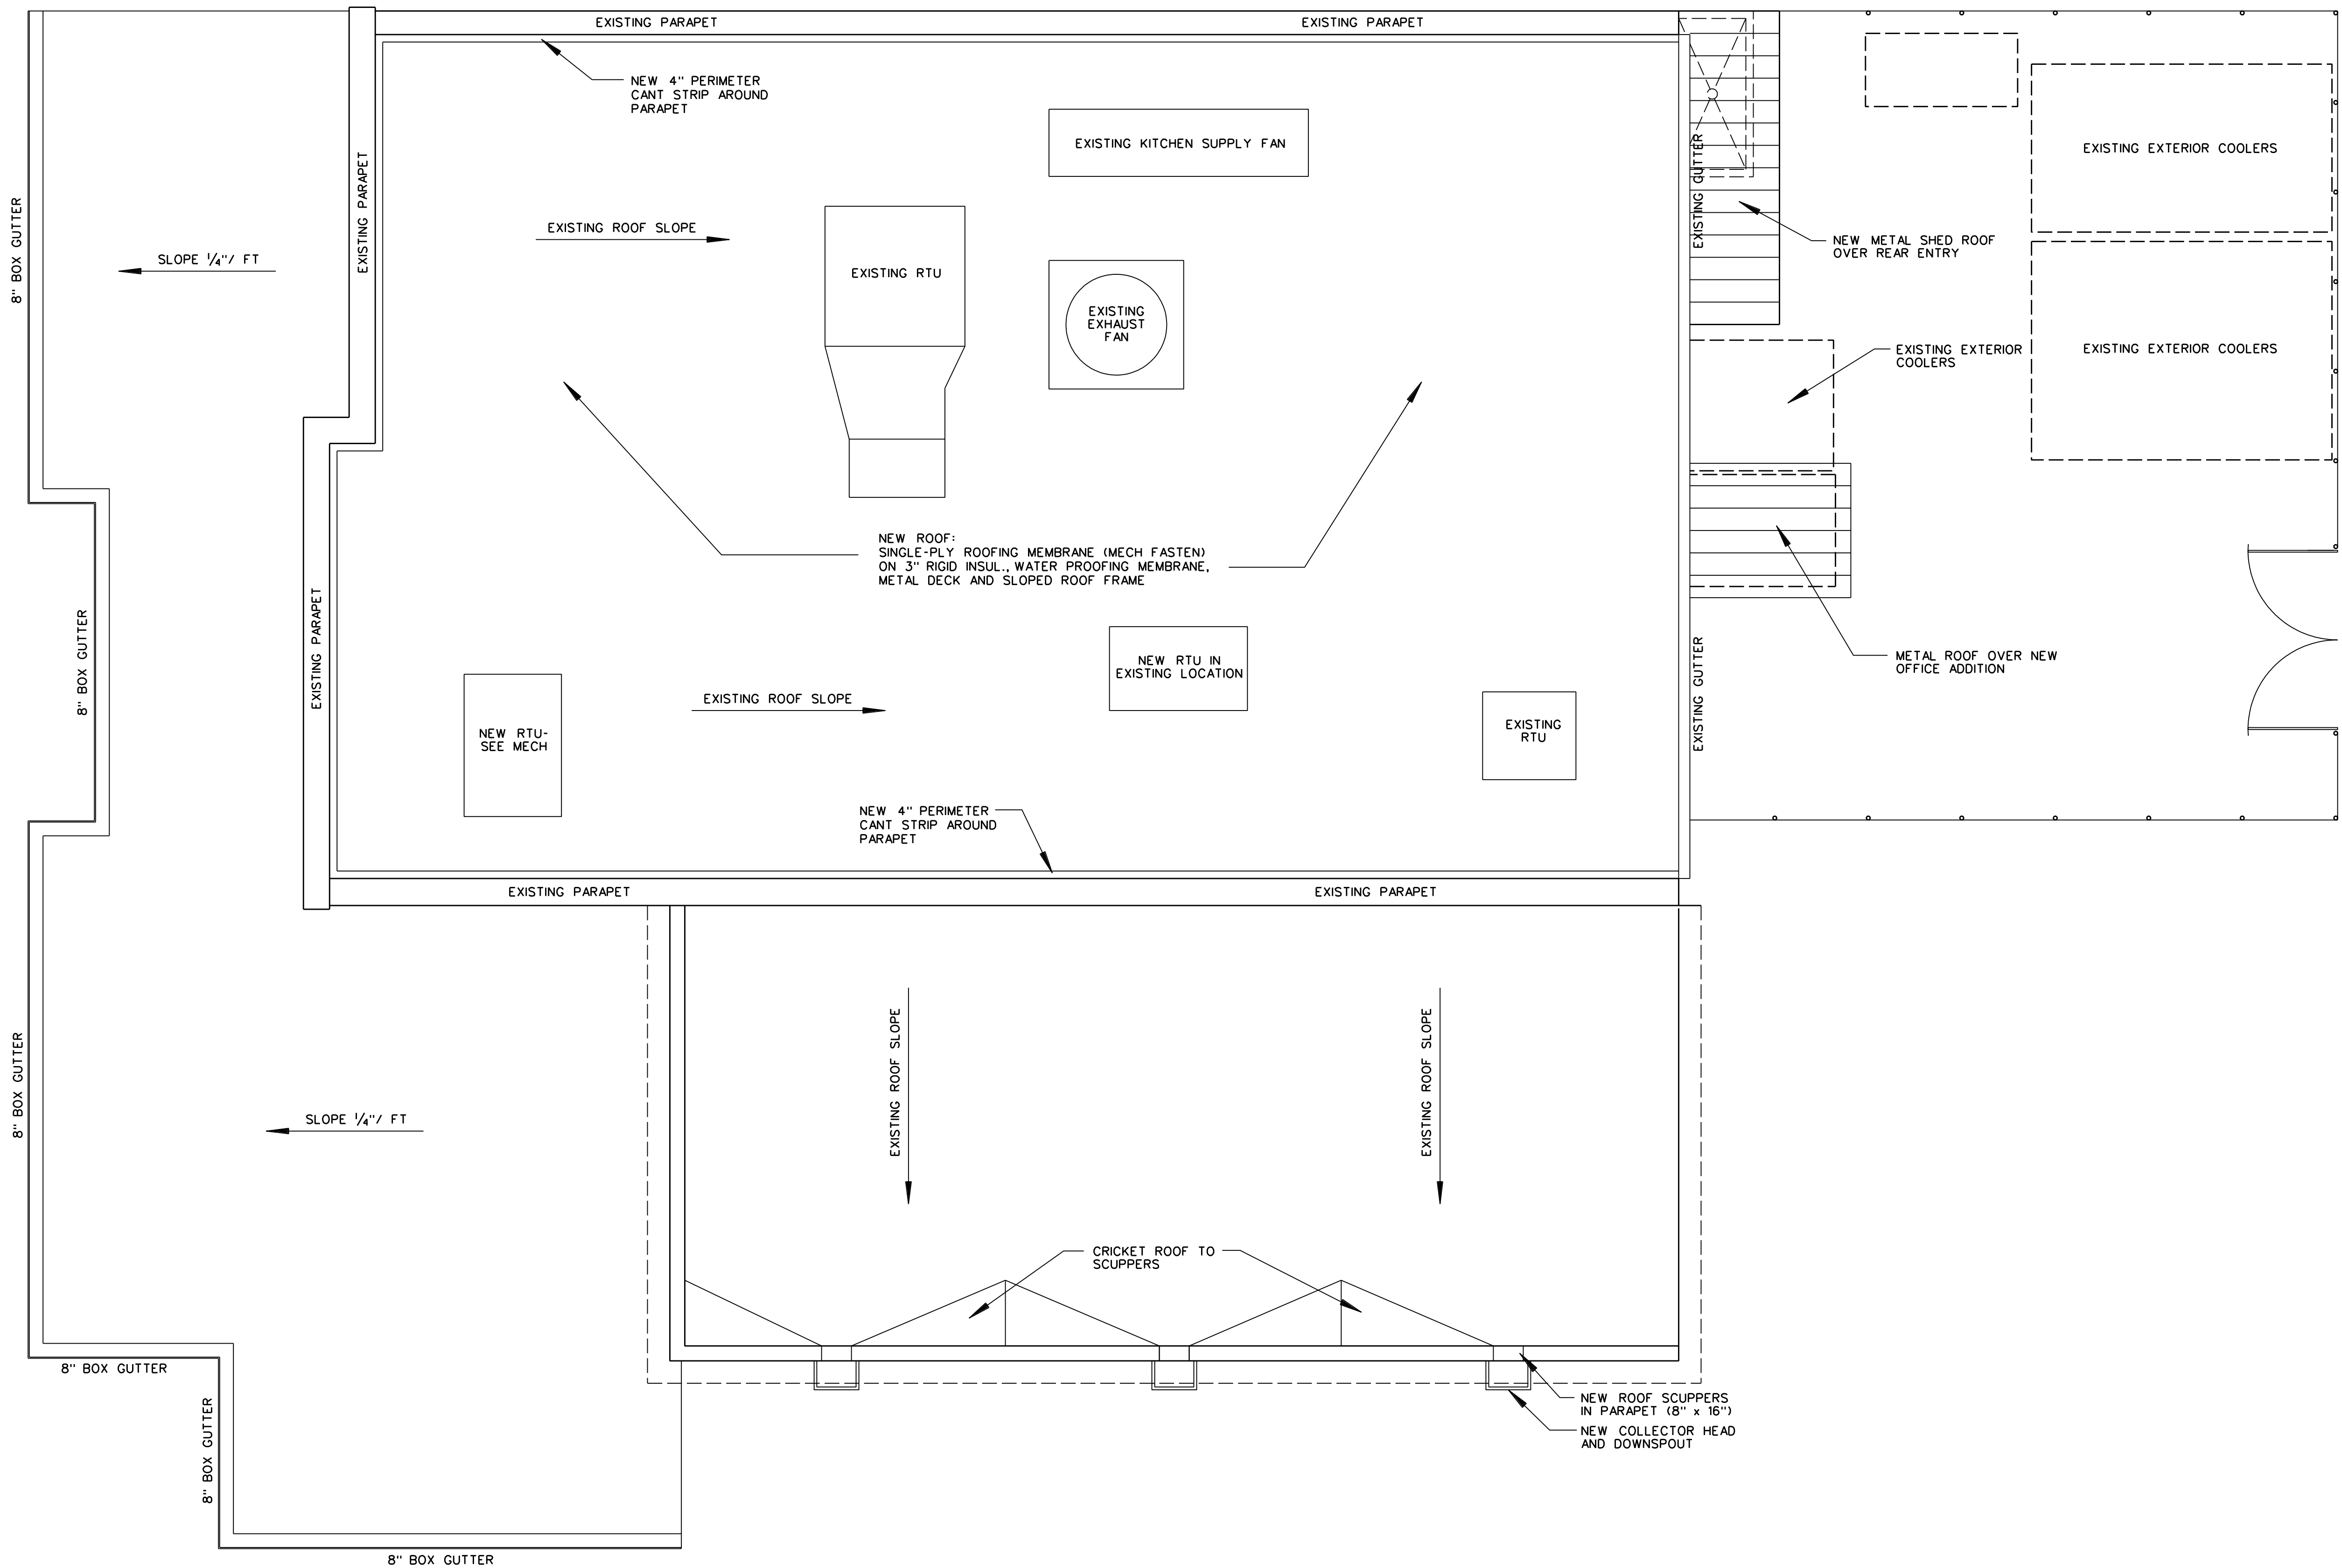 EXISTING PARAPET
EXISTING PARAPET
NEW 4" PERIMETER
CANT STRIP AROUND
PARAPET
EXISTING KITCHEN SUPPLY FAN
EXISTING EXTERIOR COOLERS
EXISTING PARAPET
EXISTING GUTTER
8" BOX GUTTER
EXISTING ROOF SLOPE
SLOPE 1/4"/ FT
EXISTING RTU
NEW METAL SHED ROOF
OVER REAR ENTRY
EXISTING
EXHAUST
FAN
EXISTING EXTERIOR
COOLERS
EXISTING EXTERIOR COOLERS
NEW ROOF:
SINGLE-PLY ROOFING MEMBRANE (MECH FASTEN)
ON 3" RIGID INSUL., WATER PROOFING MEMBRANE,
METAL DECK AND SLOPED ROOF FRAME
8" BOX GUTTER
EXISTING PARAPET
NEW RTU IN
EXISTING LOCATION
EXISTING GUTTER
METAL ROOF OVER NEW
OFFICE ADDITION
EXISTING ROOF SLOPE
NEW RTU-
SEE MECH
EXISTING
RTU
NEW 4" PERIMETER
CANT STRIP AROUND
PARAPET
EXISTING PARAPET
EXISTING PARAPET
8" BOX GUTTER
SLOPE 1/4"/ FT
EXISTING ROOF SLOPE
EXISTING ROOF SLOPE
CRICKET ROOF TO
SCUPPERS
8" BOX GUTTER
8" BOX GUTTER
NEW ROOF SCUPPERS
IN PARAPET (8" x 16")
NEW COLLECTOR HEAD
AND DOWNSPOUT
8" BOX GUTTER